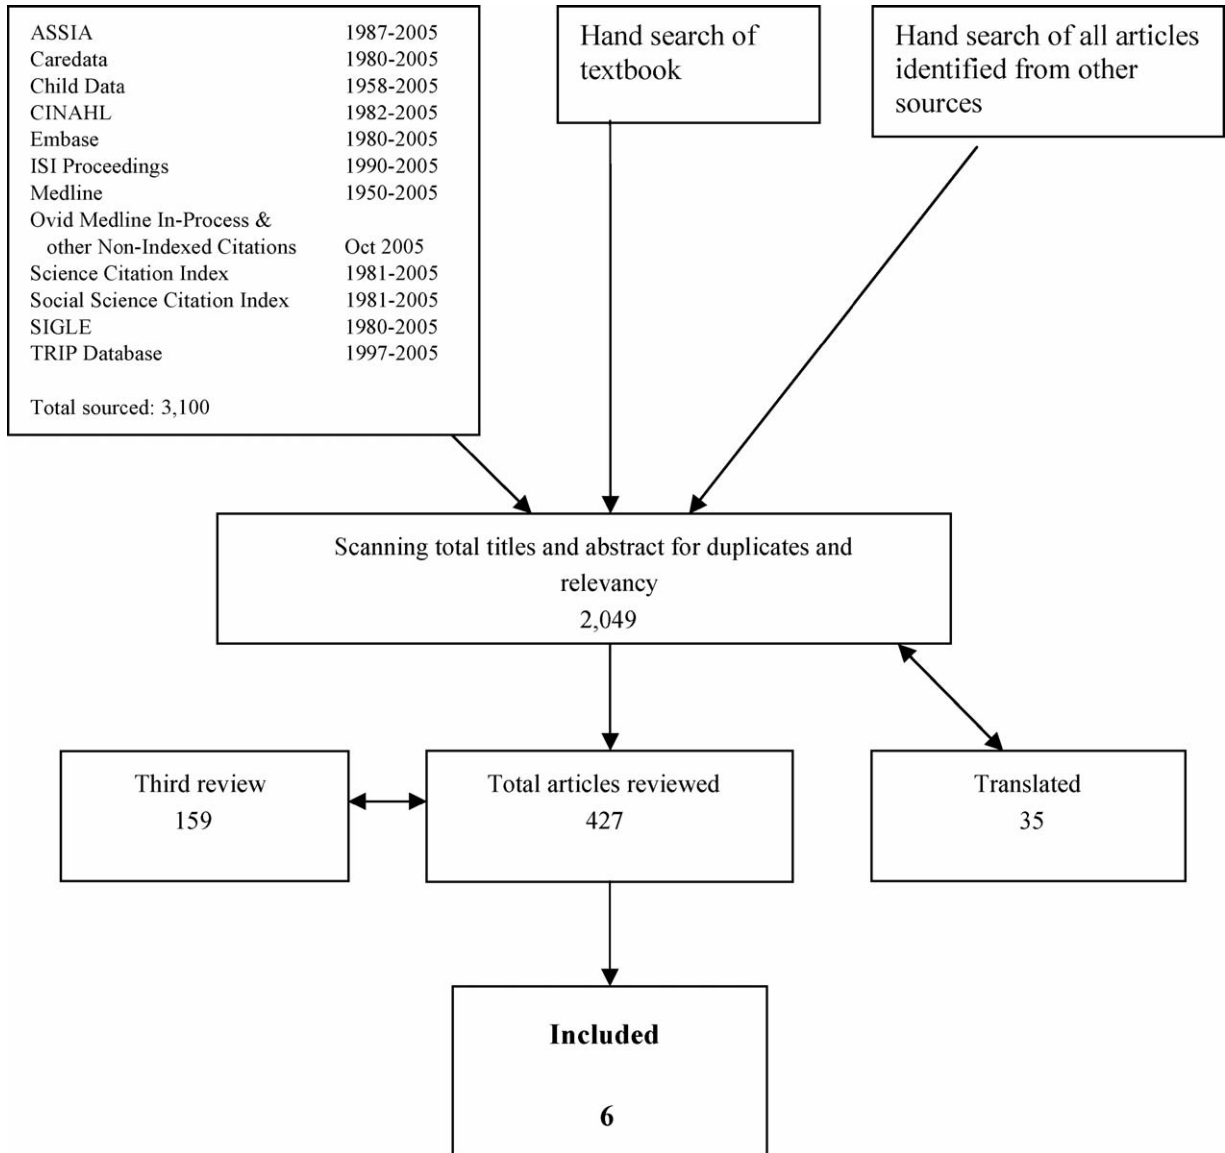 ASSIA 1987-2005
Caredata 1980-2005
Child Data 1958-2005
CINAHL 1982-2005
Embase 1980-2005
ISI Proceedings 1990-2005
Medline 1950-2005
Ovid Medline In-Process &
other Non-Indexed Citations Oct 2005
Science Citation Index 1981-2005
Social Science Citation Index 1981-2005
SIGLE 1980-2005
TRIP Database 1997-2005
Total sourced: 3,100
Hand search of
textbook
Hand search of all articles
identified from other
sources
Scanning total titles and abstract for duplicates and
relevancy
2,049
Third review
159
Total articles reviewed
427
Translated
35
Included
6